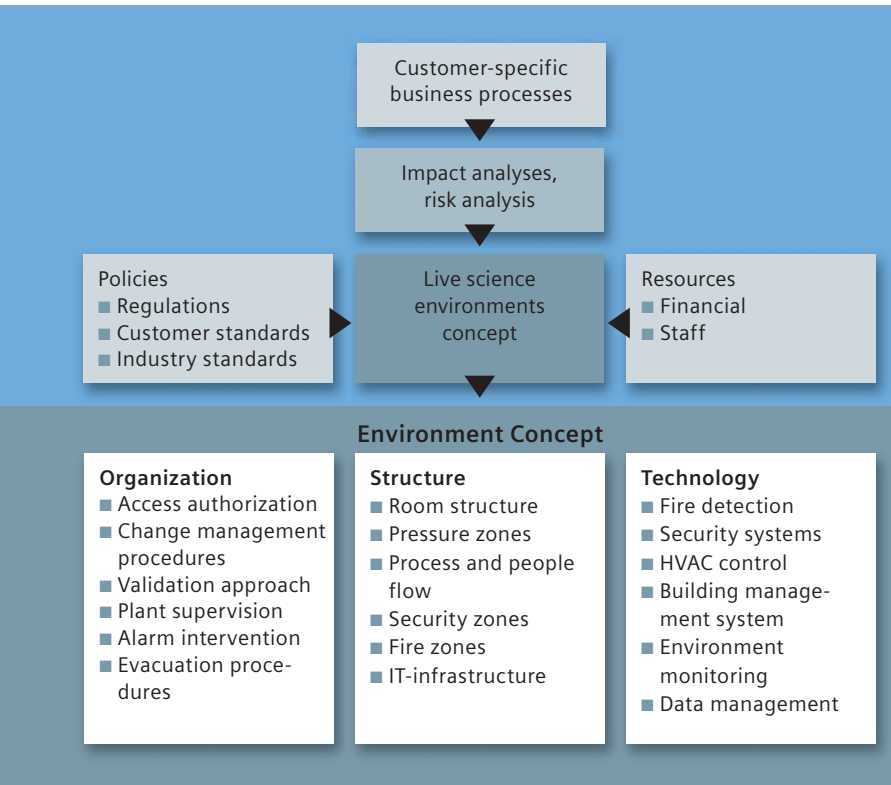 Customer-specific
business processes
Impact analyses,
risk analysis
Policies
Regulations
Customer standards
Industry standards
Live science
environments
concept
Resources
Financial
Staff
Environment Concept
Organization
Access authorization
Change management
procedures
Validation approach
Plant supervision
Alarm intervention
Evacuation proce-
dures
Structure
Room structure
Pressure zones
Process and people
flow
Security zones
Fire zones
IT-infrastructure
Technology
Fire detection
Security systems
HVAC control
Building manage-
ment system
Environment
monitoring
Data management